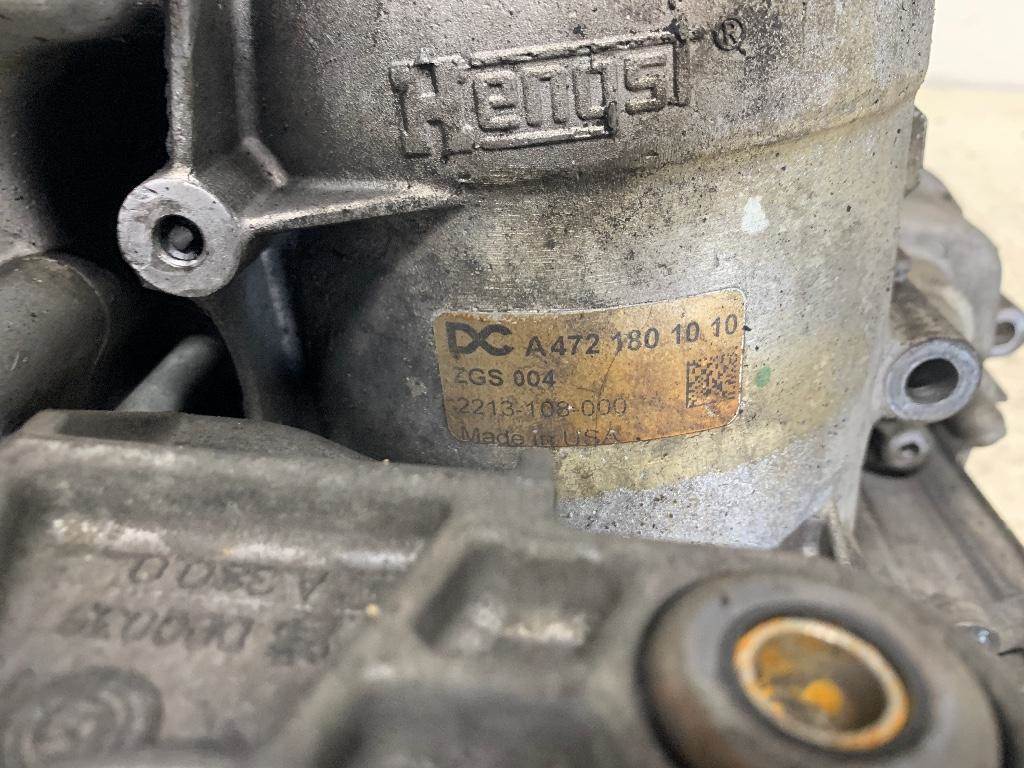 Hengst®
DC A 472 180 10 10
ZGS 004
2213-108-000
Made in USA